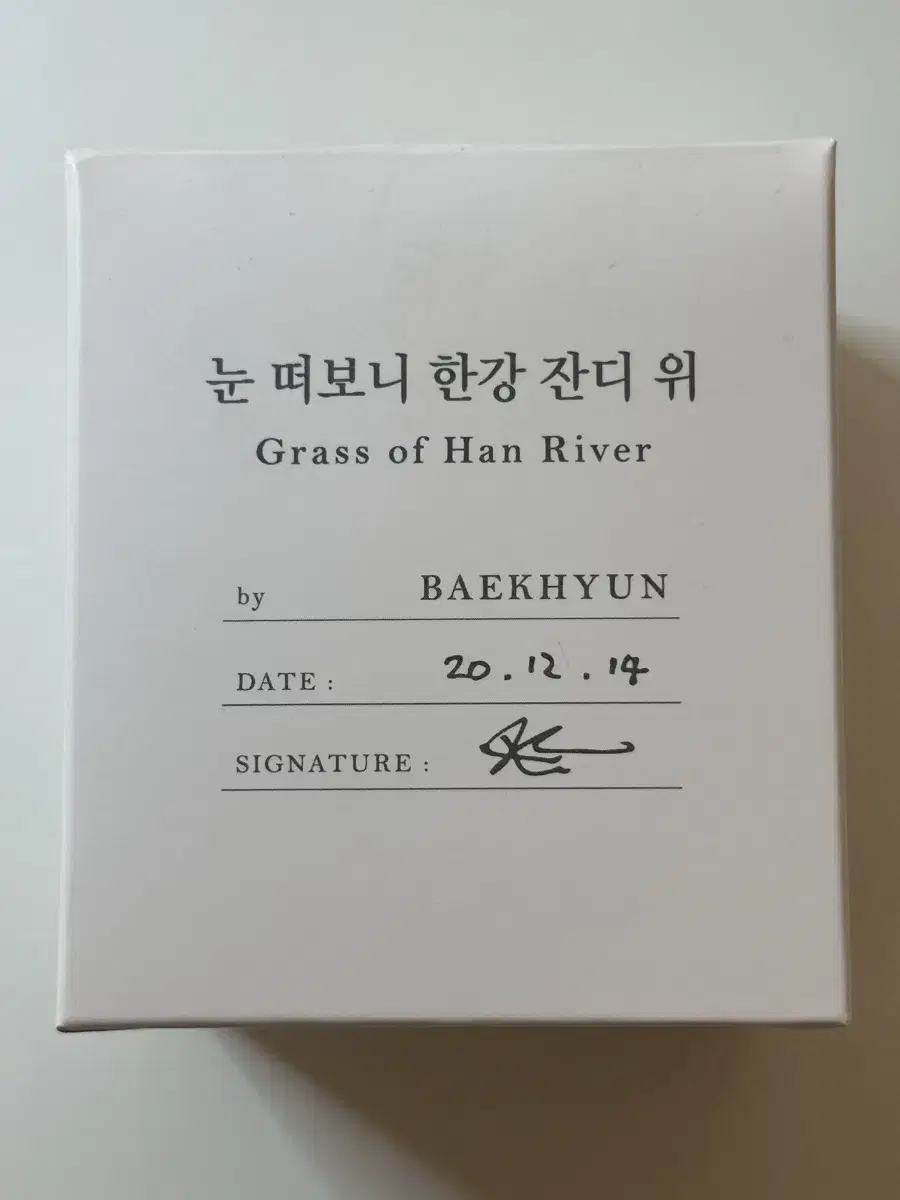 눈 떠보니 한강 잔디 위
Grass of Han River
by BAEKHYUN
DATE : 20.12.14
SIGNATURE :